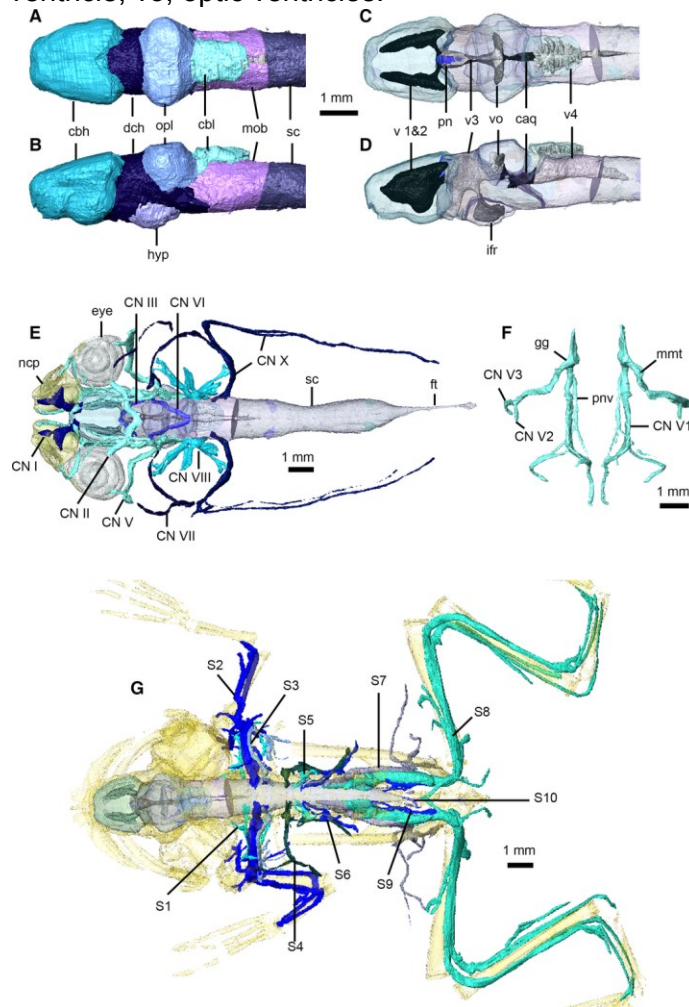 ventricle; vo, optic ventricles.
A C
1 mm
cbh dch opl cbl mob sc
v 1&2 pn v3 vo caq v4
B D
hyp
ifr
E CN III CN VI F
eye
ncp
CN X
sc
ft
CN I
CN II
CN V
CN VII
CN VIII
1 mm
gg
mmt
CN V3
pnv
CN V2
CN V1
1 mm
G
S2
S3
S5
S7
S8
S10
S1
S4
S6
S9
1 mm